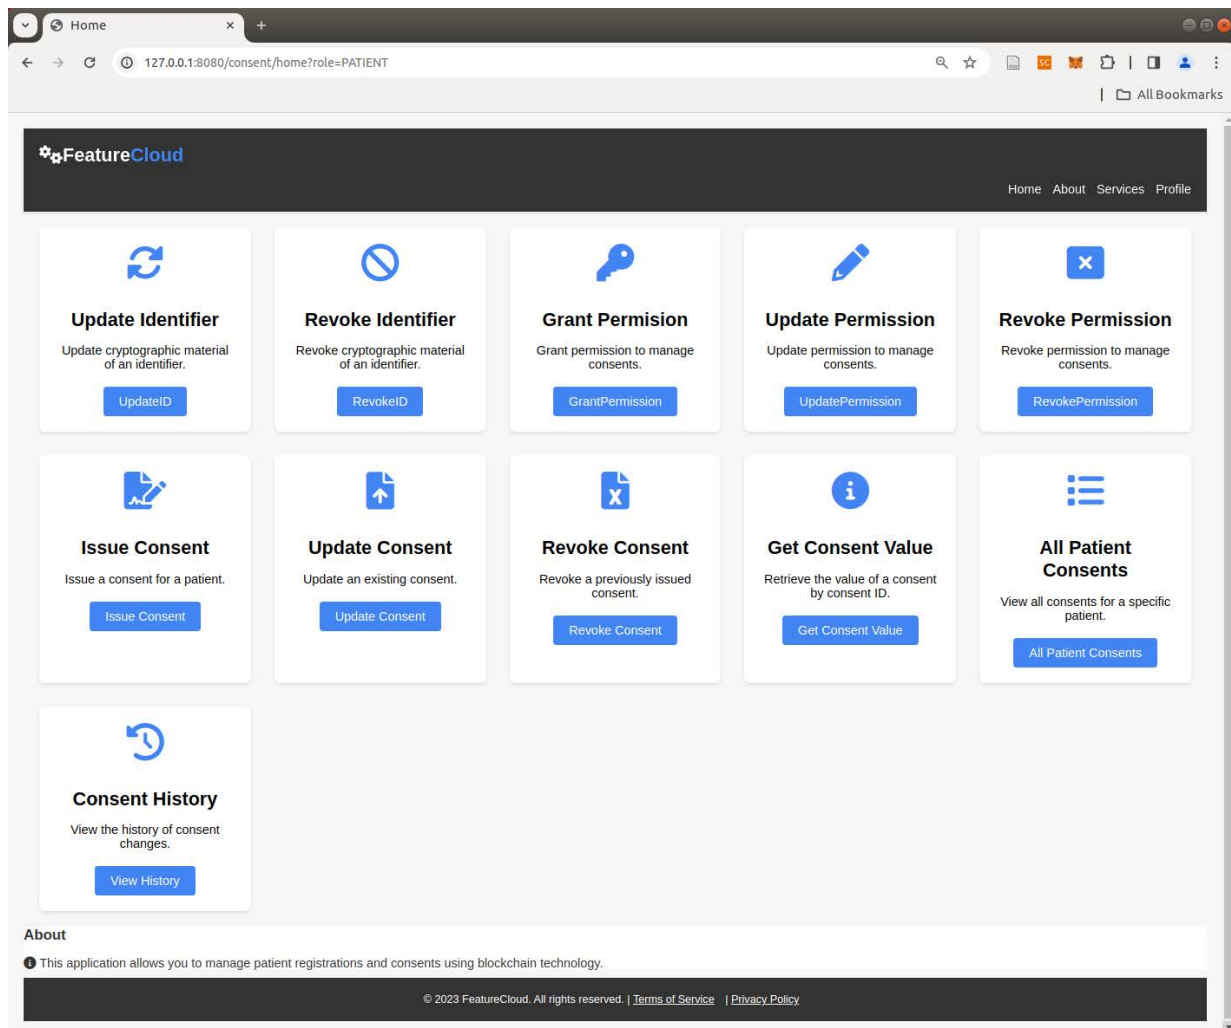 Home
127.0.0.1:8080/consent/home?role=PATIENT
SC
All Bookmarks
FeatureCloud
Home About Services Profile
Update Identifier
Update cryptographic material
of an identifier.
UpdateID
Revoke Identifier
Revoke cryptographic material
of an identifier.
RevokeID
Grant Permision
Grant permission to manage
consents.
GrantPermission
Update Permission
Update permission to manage
consents.
UpdatePermission
Revoke Permission
Revoke permission to manage
consents.
RevokePermission
Issue Consent
Issue a consent for a patient.
Issue Consent
Update Consent
Update an existing consent.
Update Consent
Revoke Consent
Revoke a previously issued
consent.
Revoke Consent
Get Consent Value
Retrieve the value of a consent
by consent ID.
Get Consent Value
All Patient
Consents
View all consents for a specific
patient.
All Patient Consents
Consent History
View the history of consent
changes.
View History
About
This application allows you to manage patient registrations and consents using blockchain technology.
© 2023 FeatureCloud. All rights reserved. | Terms of Service | Privacy Policy